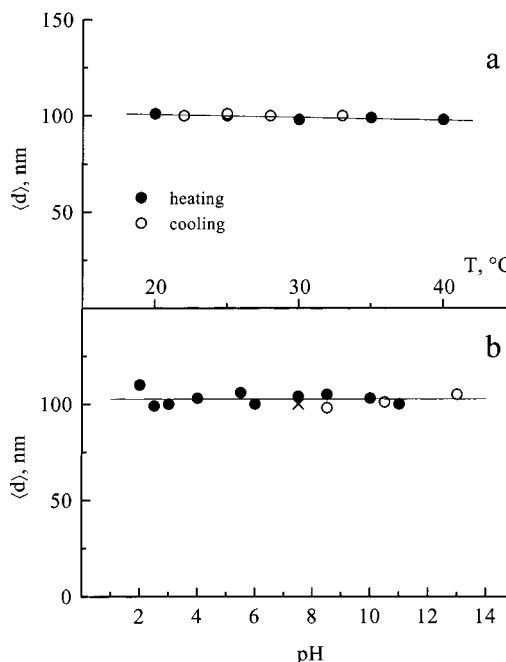 150
a
100
⟨d⟩, nm
● heating
50
○ cooling
T, °C
20 30 40
b
100
⟨d⟩, nm
50
0
2 4 6 8 10 12 14
pH